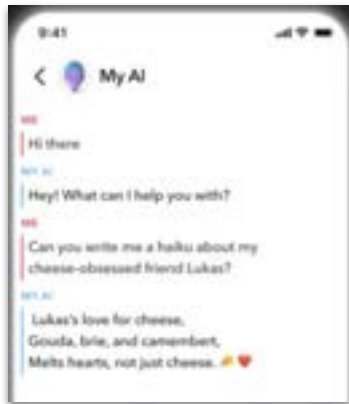 9:41
My AI
ME
Hi there
MY AI
Hey! What can I help you with?
ME
Can you write me a haiku about my
cheese-obsessed friend Lukas?
MY AI
Lukas's love for cheese,
Gouda, brie, and camembert,
Melts hearts, not just cheese. 🧀❤️